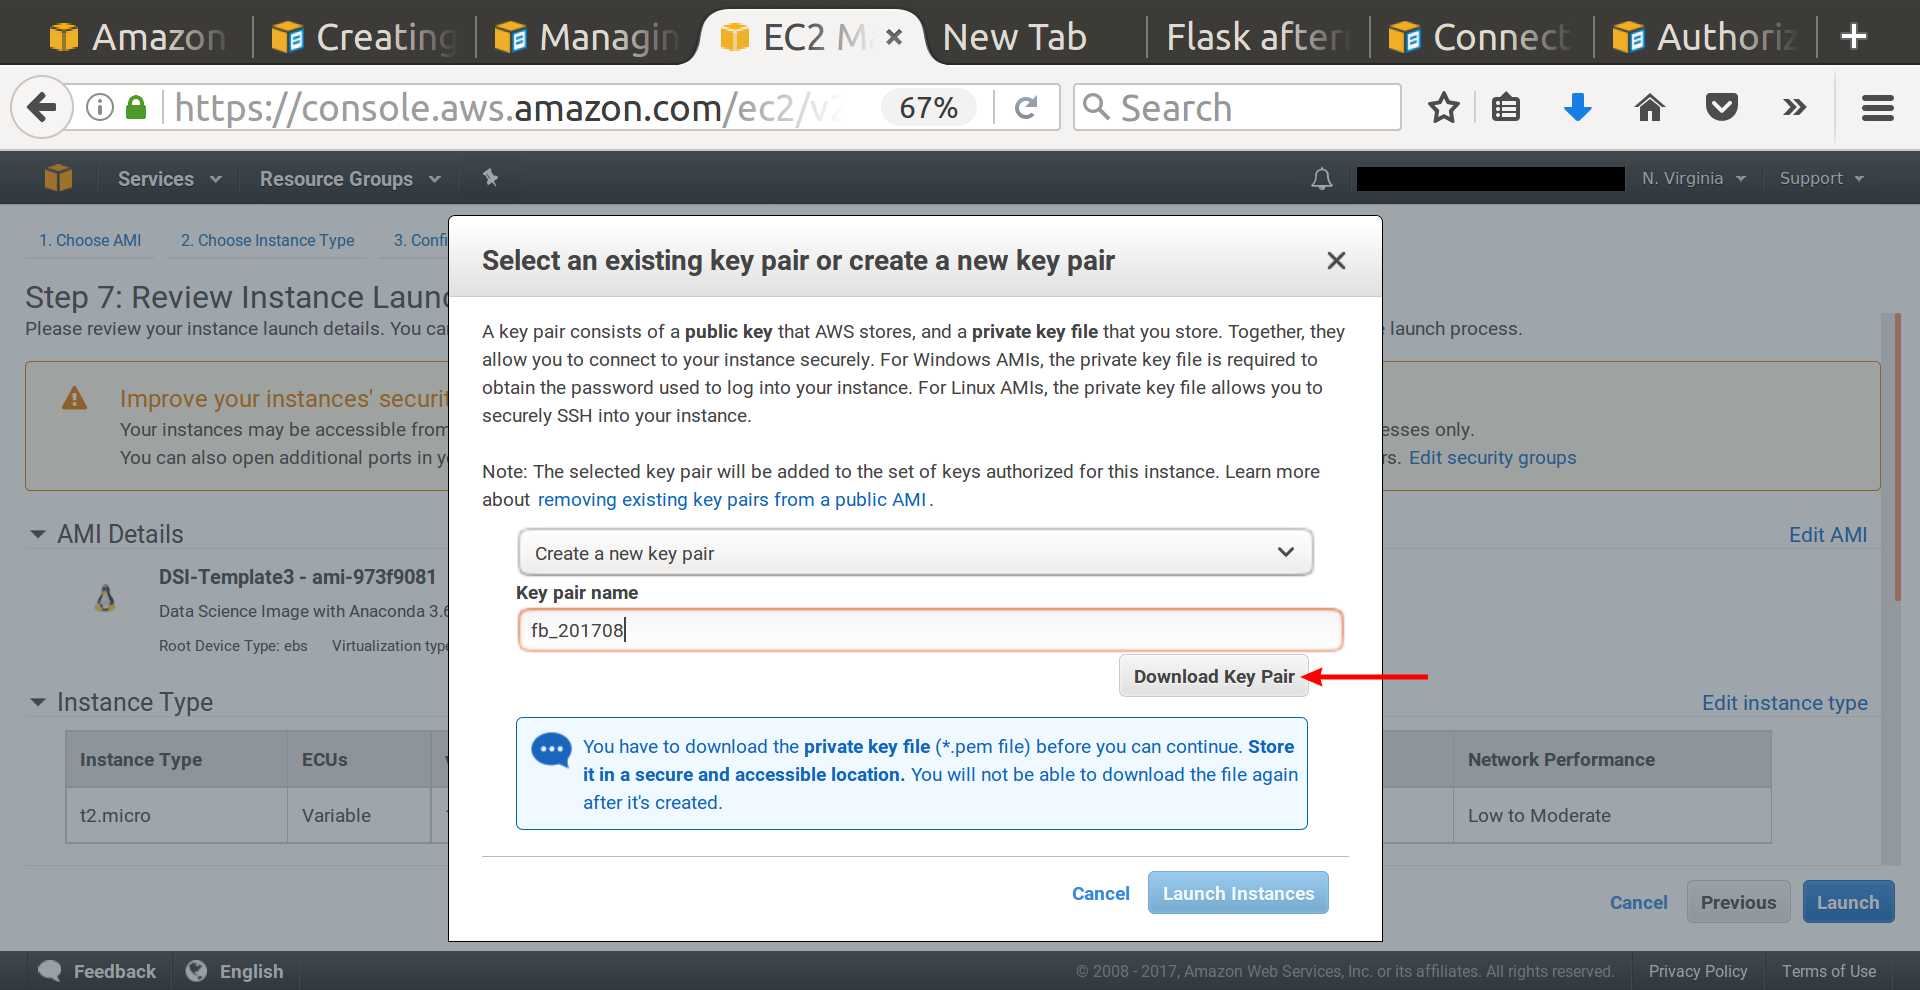 Amazon
Creating
Managin
EC2 M
New Tab
Flask after
Connect
Authoriz
https://console.aws.amazon.com/ec2/v2
67%
Search
Services
Resource Groups
N. Virginia
Support
1. Choose AMI
2. Choose Instance Type
3. Confi
Step 7: Review Instance Laun
Please review your instance launch details. You ca
launch process.
Improve your instances' securit
Your instances may be accessible from
esses only.
You can also open additional ports in y
rs. Edit security groups
AMI Details
Edit AMI
DSI-Template3 - ami-973f9081
Data Science Image with Anaconda 3.6
Root Device Type: ebs Virtualization type
Instance Type
Edit instance type
Instance Type
ECUs
Network Performance
t2.micro
Variable
Low to Moderate
Cancel
Previous
Launch
Select an existing key pair or create a new key pair
A key pair consists of a public key that AWS stores, and a private key file that you store. Together, they
allow you to connect to your instance securely. For Windows AMIs, the private key file is required to
obtain the password used to log into your instance. For Linux AMIs, the private key file allows you to
securely SSH into your instance.
Note: The selected key pair will be added to the set of keys authorized for this instance. Learn more
about removing existing key pairs from a public AMI.
Create a new key pair
Key pair name
fb_201708
Download Key Pair
You have to download the private key file (*.pem file) before you can continue. Store
it in a secure and accessible location. You will not be able to download the file again
after it's created.
Cancel
Launch Instances
Feedback
English
© 2008 - 2017, Amazon Web Services, Inc. or its affiliates. All rights reserved.
Privacy Policy
Terms of Use